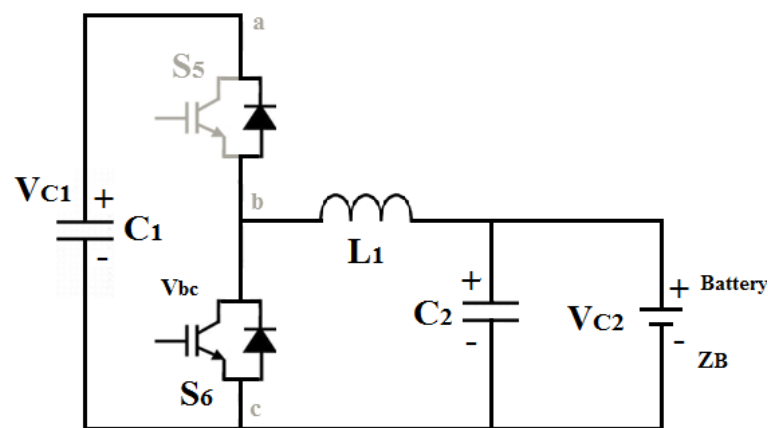 a
S5
VC1
+
C1
-
b
L1
Vbc
S6
c
+
C2
-
VC2
+
Battery
-
ZB